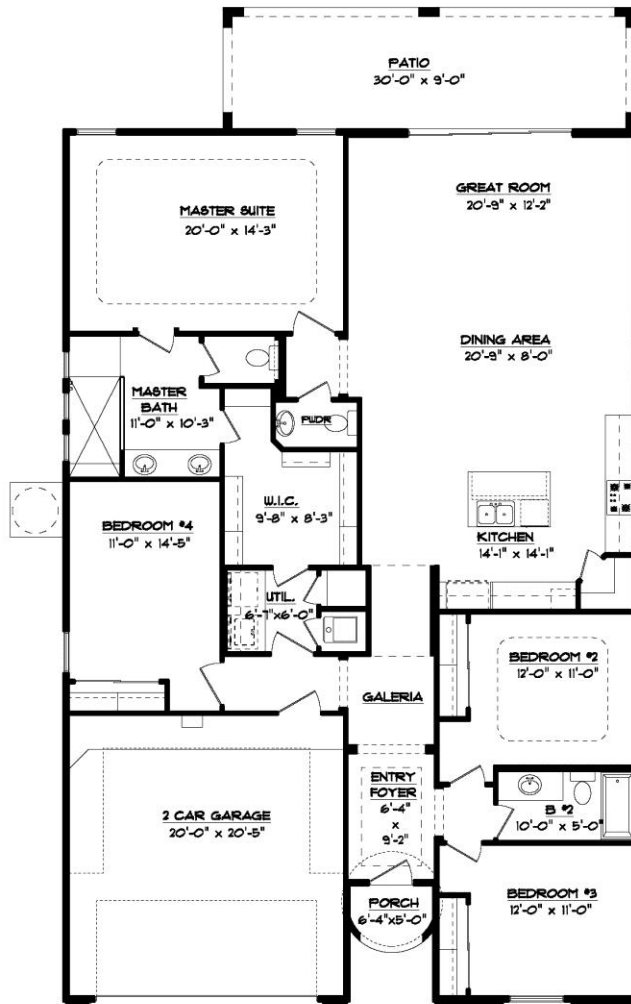 PATIO
30'-0" x 9'-0"
GREAT ROOM
20'-9" x 12'-2"
MASTER SUITE
20'-0" x 14'-3"
DINING AREA
20'-9" x 8'-0"
MASTER
BATH
11'-0" x 10'-3"
PWDR
W.I.C.
9'-8" x 8'-3"
BEDROOM #4
11'-0" x 14'-5"
KITCHEN
14'-1" x 14'-1"
UTIL.
6'-7"x6'-0"
BEDROOM #2
12'-0" x 11'-0"
GALERIA
ENTRY
FOYER
6'-4"
x
9'-2"
B #2
10'-0" x 5'-0"
2 CAR GARAGE
20'-0" x 20'-5"
BEDROOM #3
12'-0" x 11'-0"
PORCH
6'-4"x5'-0"